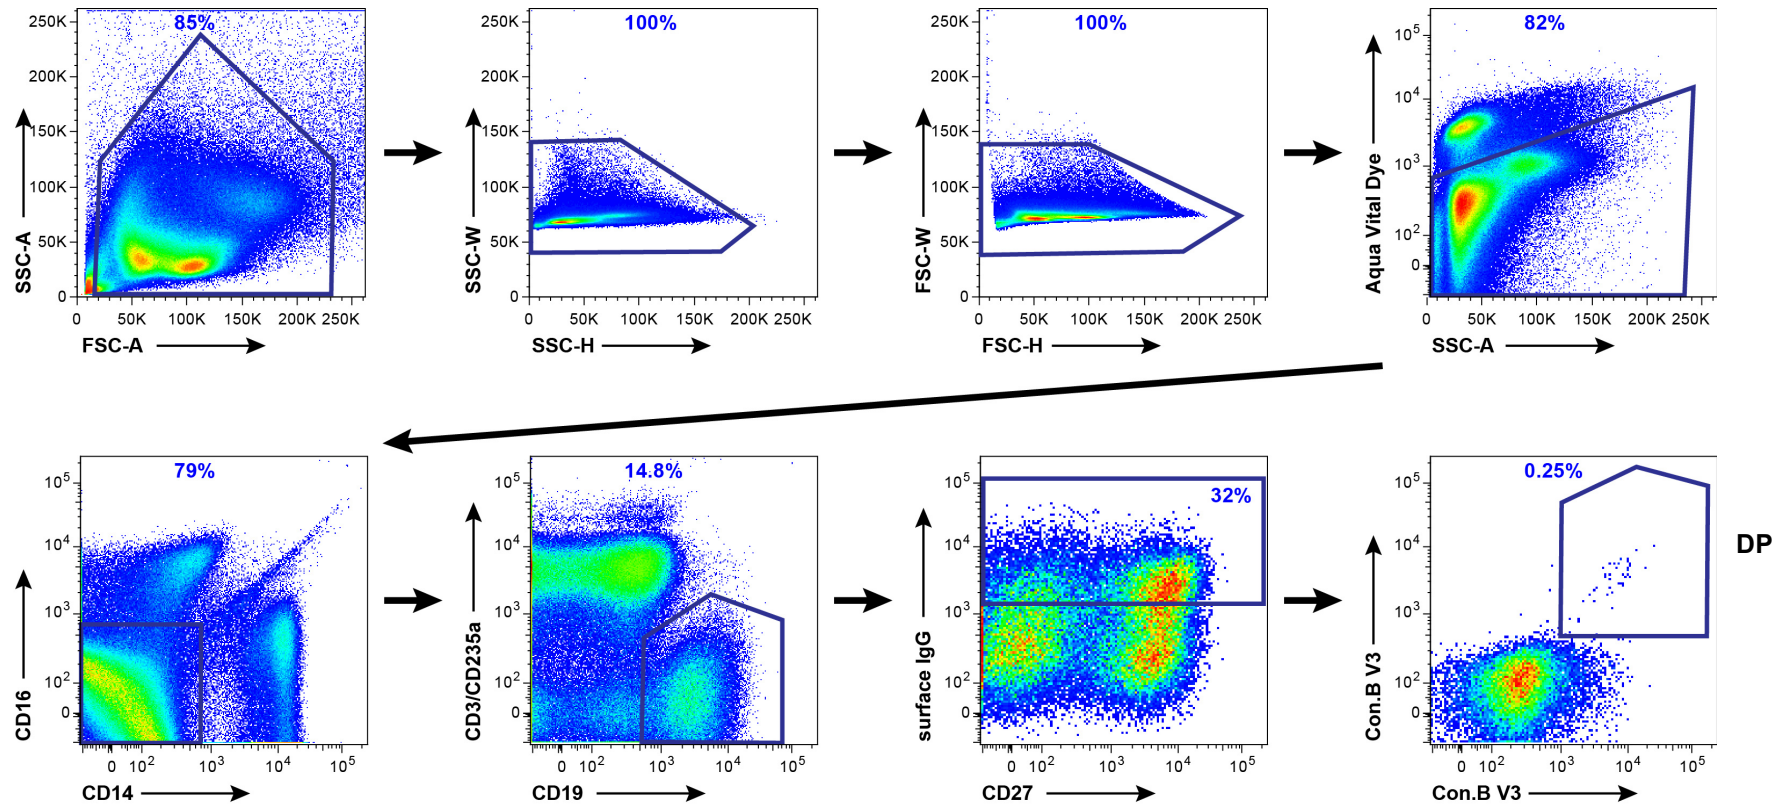 85%
250K
200K
150K
100K
50K
0
SSC-A
0 50K 100K 150K 200K 250K
FSC-A
100%
250K
200K
150K
100K
50K
0
SSC-W
0 50K 100K 150K 200K 250K
SSC-H
100%
250K
200K
150K
100K
50K
0
FSC-W
0 50K 100K 150K 200K 250K
FSC-H
82%
10^5
10^4
10^3
10^2
0
Aqua Vital Dye
0 50K 100K 150K 200K 250K
SSC-A
79%
10^5
10^4
10^3
10^2
0
CD16
0 10^2 10^3 10^4 10^5
CD14
14.8%
10^5
10^4
10^3
10^2
0
CD3/CD235a
0 10^2 10^3 10^4 10^5
CD19
32%
10^5
10^4
10^3
10^2
0
surface IgG
0 10^2 10^3 10^4 10^5
CD27
0.25%
10^5
10^4
10^3
10^2
0
Con.B V3
0 10^2 10^3 10^4 10^5
Con.B V3
DP